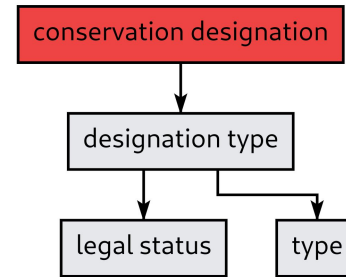 conservation designation
designation type
legal status
type